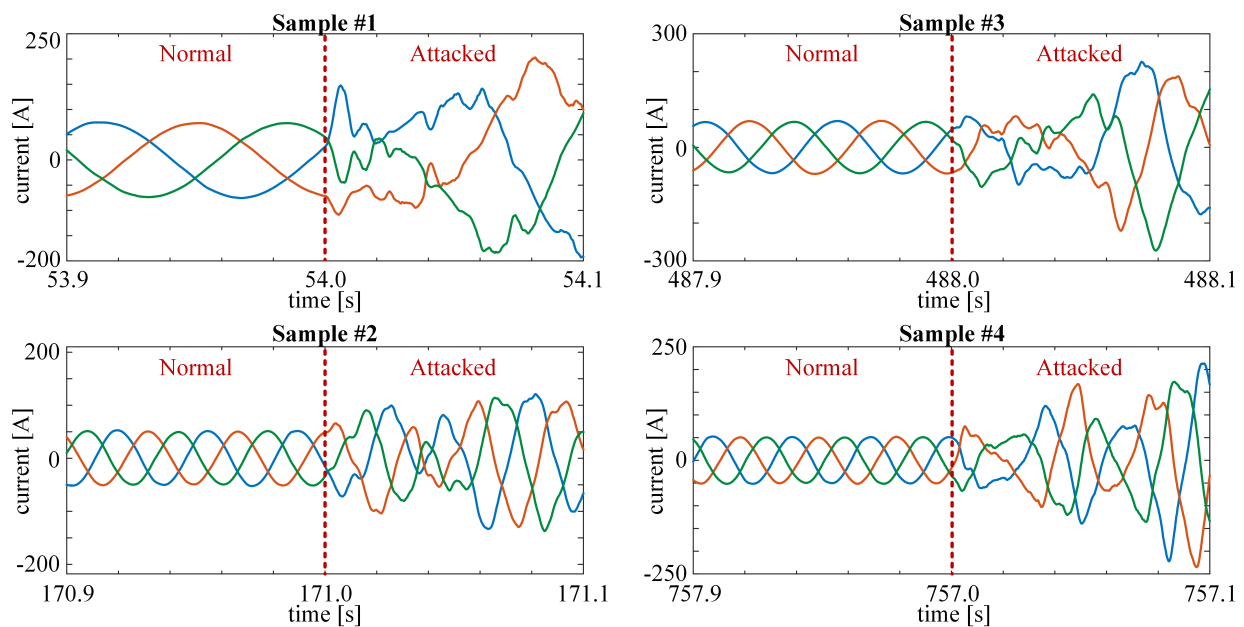 Sample #1
250
Normal
Attacked
current [A]
0
-200
53.9
54.0
54.1
time [s]
Sample #3
300
Normal
Attacked
current [A]
0
-300
487.9
488.0
488.1
time [s]
Sample #2
200
Normal
Attacked
current [A]
0
-200
170.9
171.0
171.1
time [s]
Sample #4
250
Normal
Attacked
current [A]
0
-250
757.9
757.0
757.1
time [s]